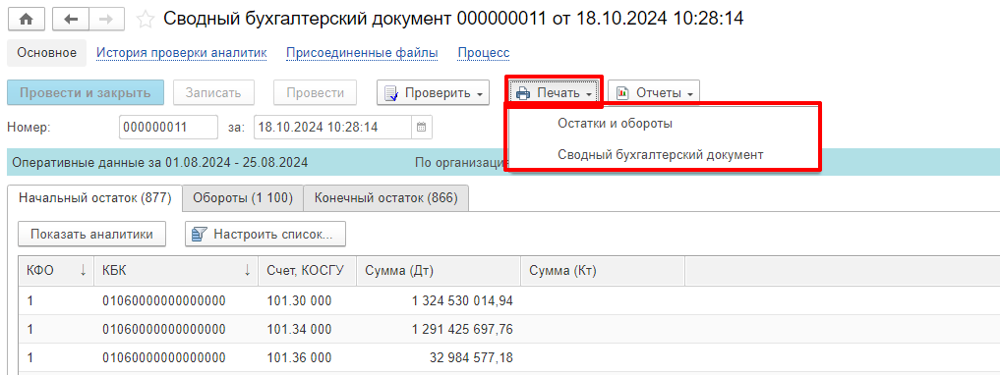 Сводный бухгалтерский документ 000000011 от 18.10.2024 10:28:14
Основное История проверки аналитик Присоединенные файлы Процесс
Провести и закрыть Записать Провести Проверить Печать Отчеты
Номер: 000000011 за: 18.10.2024 10:28:14
Остатки и обороты
Сводный бухгалтерский документ
Оперативные данные за 01.08.2024 - 25.08.2024 По организаци
Начальный остаток (877) Обороты (1 100) Конечный остаток (866)
Показать аналитики Настроить список...
КФО ↓ КБК ↓ Счет, КОСГУ Сумма (Дт) Сумма (Кт)
1 01060000000000000 101.30 000 1 324 530 014,94
1 01060000000000000 101.34 000 1 291 425 697,76
1 01060000000000000 101.36 000 32 984 577,18